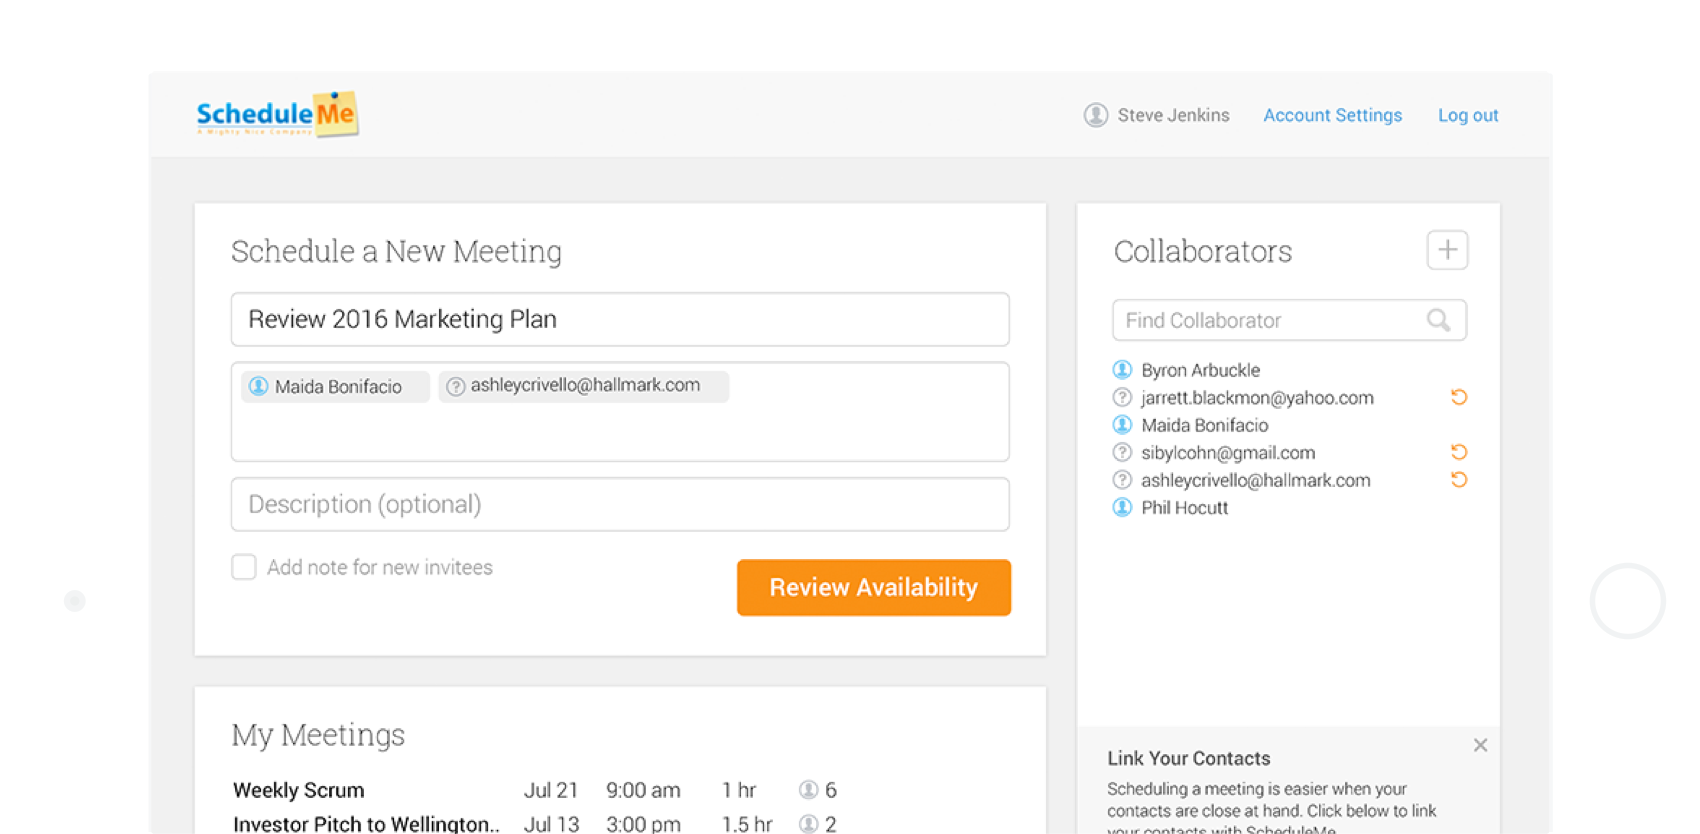 ScheduleMe
A Mighty Nice Company
Steve Jenkins Account Settings Log out
Schedule a New Meeting
Review 2016 Marketing Plan
Maida Bonifacio ashleycrivello@hallmark.com
Description (optional)
Add note for new invitees
Review Availability
My Meetings
Weekly Scrum Jul 21 9:00 am 1 hr 6
Investor Pitch to Wellington.. Jul 13 3:00 pm 1.5 hr 2
Collaborators
Find Collaborator
Byron Arbuckle
jarrett.blackmon@yahoo.com
Maida Bonifacio
sibylcohn@gmail.com
ashleycrivello@hallmark.com
Phil Hocutt
Link Your Contacts
Scheduling a meeting is easier when your
contacts are close at hand. Click below to link
your contacts with ScheduleMe